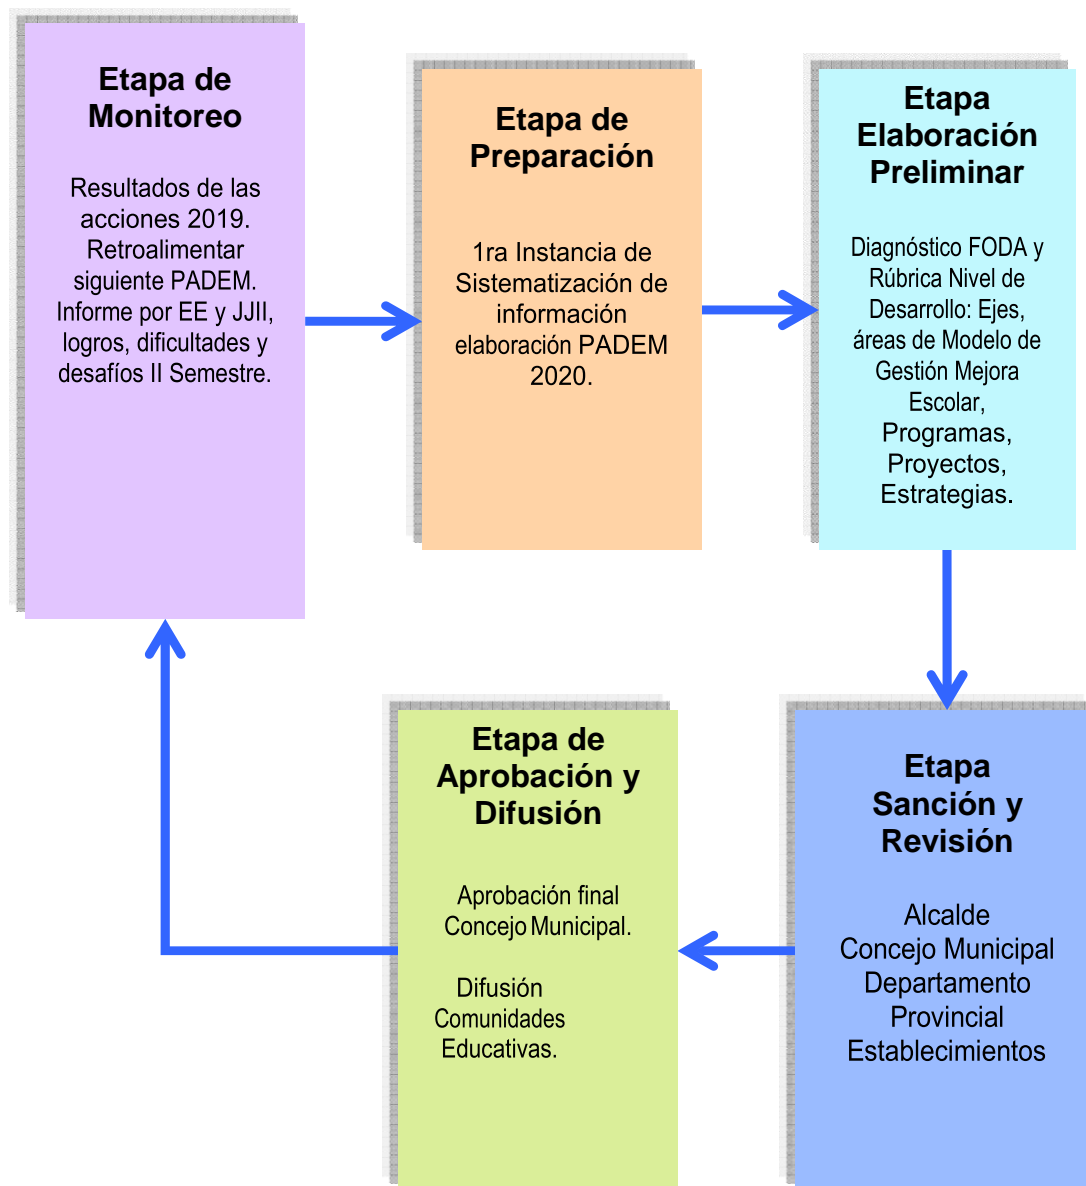 Etapa de
Monitoreo
Resultados de las
acciones 2019.
Retroalimentar
siguiente PADEM.
Informe por EE y JJII,
logros, dificultades y
desafíos II Semestre.
Etapa de
Preparación
1ra Instancia de
Sistematización de
información
elaboración PADEM
2020.
Etapa
Elaboración
Preliminar
Diagnóstico FODA y
Rúbrica Nivel de
Desarrollo: Ejes,
áreas de Modelo de
Gestión Mejora
Escolar,
Programas,
Proyectos,
Estrategias.
Etapa
Sanción y
Revisión
Alcalde
Concejo Municipal
Departamento
Provincial
Establecimientos
Etapa de
Aprobación y
Difusión
Aprobación final
Concejo Municipal.
Difusión
Comunidades
Educativas.